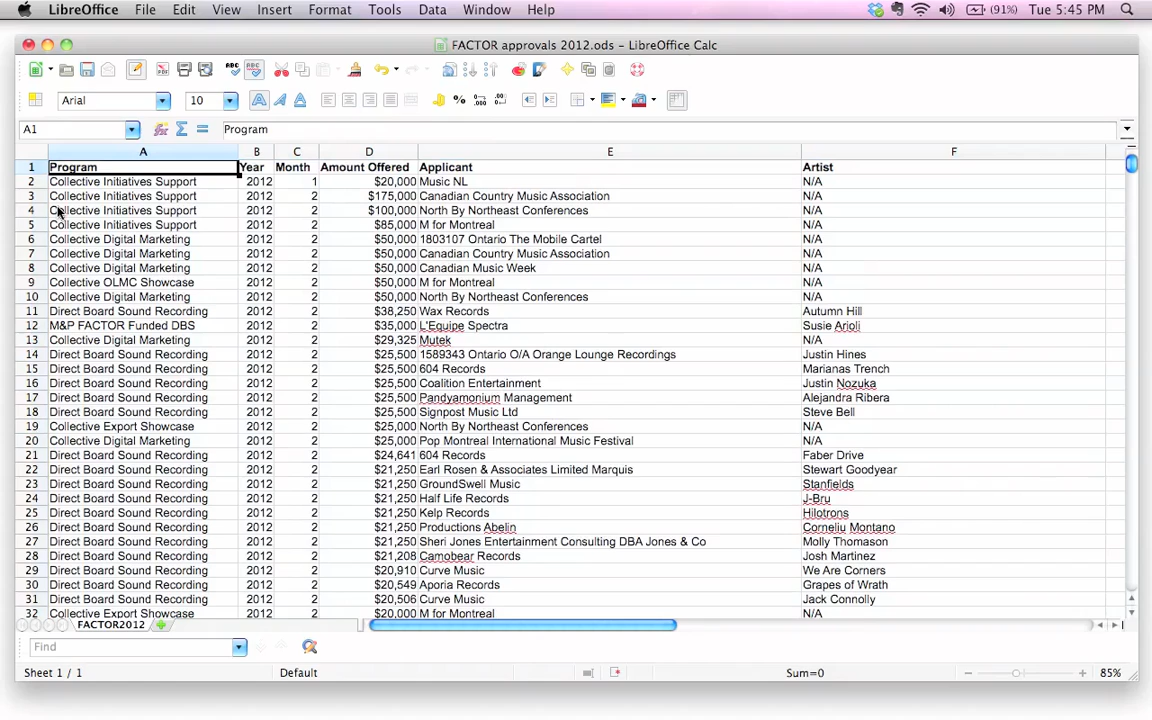 LibreOffice File Edit View Insert Format Tools Data Window Help (91%) Tue 5:45 PM
FACTOR approvals 2012.ods – LibreOffice Calc
Arial 10
A1 Program
A B C D E F
1 Program Year Month Amount Offered Applicant Artist
2 Collective Initiatives Support 2012 1 $20,000 Music NL N/A
3 Collective Initiatives Support 2012 2 $175,000 Canadian Country Music Association N/A
4 Collective Initiatives Support 2012 2 $100,000 North By Northeast Conferences N/A
5 Collective Initiatives Support 2012 2 $85,000 M for Montreal N/A
6 Collective Digital Marketing 2012 2 $50,000 1803107 Ontario The Mobile Cartel N/A
7 Collective Digital Marketing 2012 2 $50,000 Canadian Country Music Association N/A
8 Collective Digital Marketing 2012 2 $50,000 Canadian Music Week N/A
9 Collective OLMC Showcase 2012 2 $50,000 M for Montreal N/A
10 Collective Digital Marketing 2012 2 $50,000 North By Northeast Conferences N/A
11 Direct Board Sound Recording 2012 2 $38,250 Wax Records Autumn Hill
12 M&P FACTOR Funded DBS 2012 2 $35,000 L'Equipe Spectra Susie Arioli
13 Collective Digital Marketing 2012 2 $29,325 Mutek N/A
14 Direct Board Sound Recording 2012 2 $25,500 1589343 Ontario O/A Orange Lounge Recordings Justin Hines
15 Direct Board Sound Recording 2012 2 $25,500 604 Records Marianas Trench
16 Direct Board Sound Recording 2012 2 $25,500 Coalition Entertainment Justin Nozuka
17 Direct Board Sound Recording 2012 2 $25,500 Pandyamonium Management Alejandra Ribera
18 Direct Board Sound Recording 2012 2 $25,500 Signpost Music Ltd Steve Bell
19 Collective Export Showcase 2012 2 $25,000 North By Northeast Conferences N/A
20 Collective Digital Marketing 2012 2 $25,000 Pop Montreal International Music Festival N/A
21 Direct Board Sound Recording 2012 2 $24,641 604 Records Faber Drive
22 Direct Board Sound Recording 2012 2 $21,250 Earl Rosen & Associates Limited Marquis Stewart Goodyear
23 Direct Board Sound Recording 2012 2 $21,250 GroundSwell Music Stanfields
24 Direct Board Sound Recording 2012 2 $21,250 Half Life Records J-Bru
25 Direct Board Sound Recording 2012 2 $21,250 Kelp Records Hilotrons
26 Direct Board Sound Recording 2012 2 $21,250 Productions Abelin Corneliu Montano
27 Direct Board Sound Recording 2012 2 $21,250 Sheri Jones Entertainment Consulting DBA Jones & Co Molly Thomason
28 Direct Board Sound Recording 2012 2 $21,208 Camobear Records Josh Martinez
29 Direct Board Sound Recording 2012 2 $20,910 Curve Music We Are Corners
30 Direct Board Sound Recording 2012 2 $20,549 Aporia Records Grapes of Wrath
31 Direct Board Sound Recording 2012 2 $20,506 Curve Music Jack Connolly
32 Collective Export Showcase 2012 2 $20,000 M for Montreal N/A
FACTOR2012
Find
Sheet 1 / 1 Default Sum=0 85%